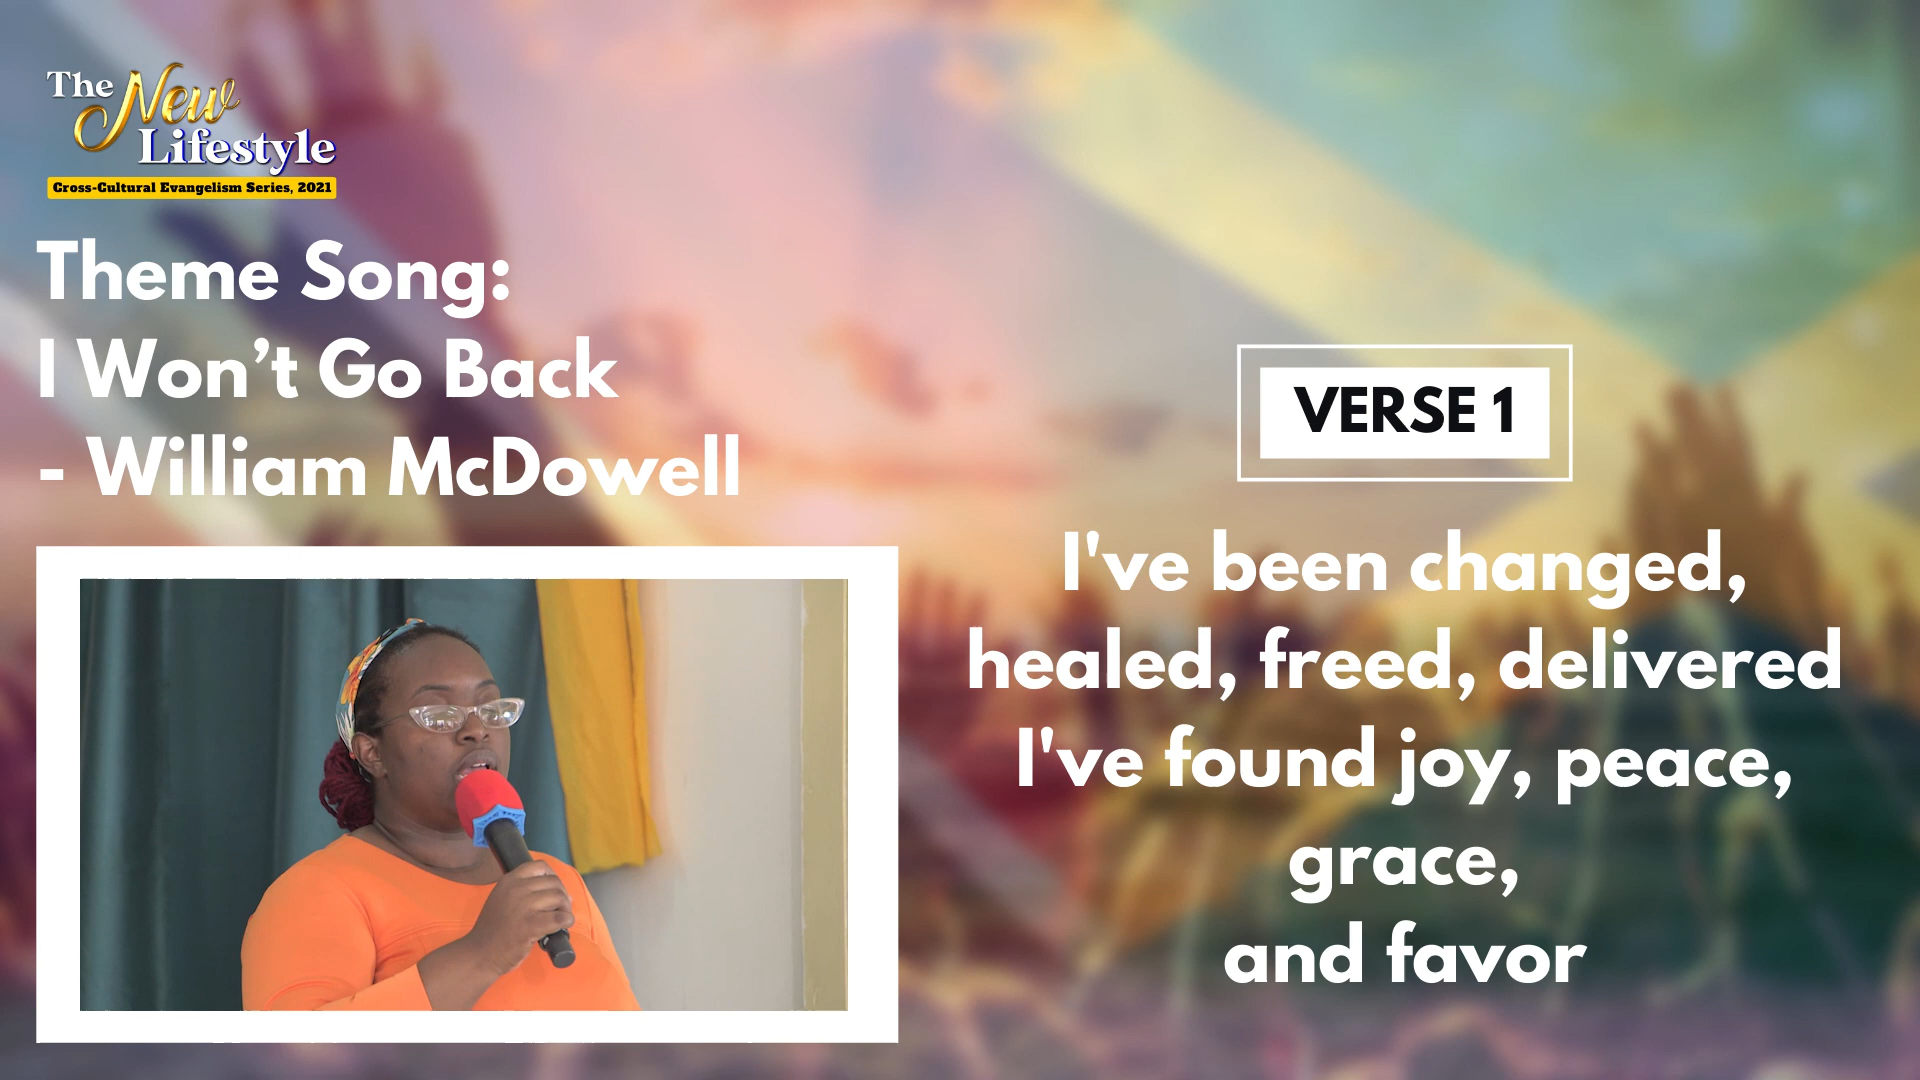 The New
Lifestyle
Cross-Cultural Evangelism Series, 2021
Theme Song:
I Won’t Go Back
- William McDowell
VERSE 1
I've been changed,
healed, freed, delivered
I've found joy, peace,
grace,
and favor